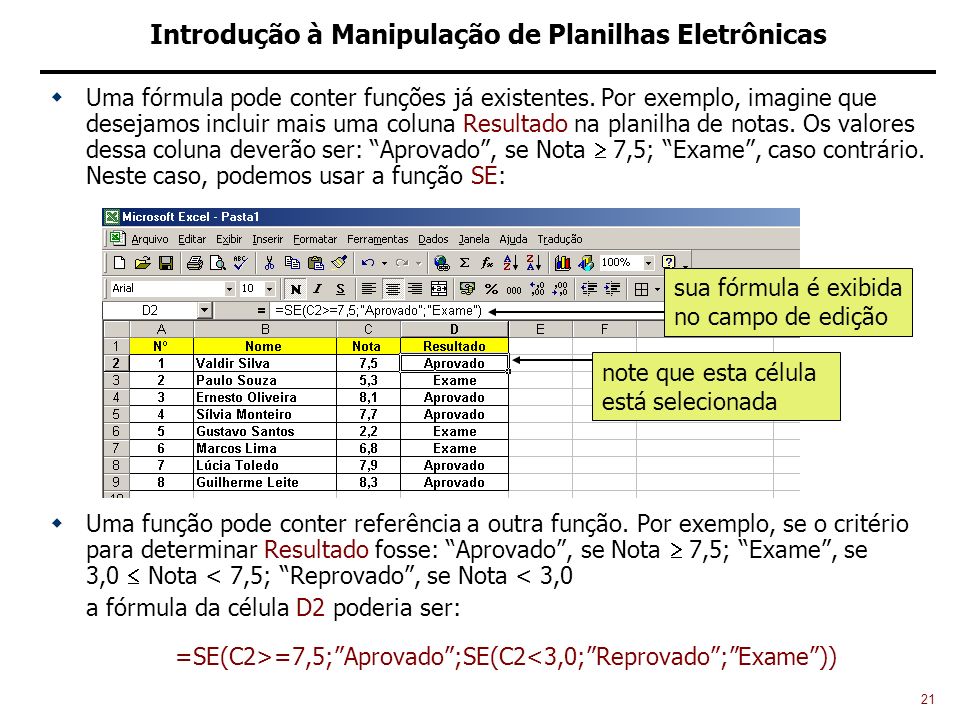 Introdução à Manipulação de Planilhas Eletrônicas
Uma fórmula pode conter funções já existentes. Por exemplo, imagine que
desejamos incluir mais uma coluna Resultado na planilha de notas. Os valores
dessa coluna deverão ser: “Aprovado”, se Nota ≥ 7,5; “Exame”, caso contrário.
Neste caso, podemos usar a função SE:
Microsoft Excel - Pasta1
Arquivo Editar Exibir Inserir Formatar Ferramentas Dados Janela Ajuda Tradução
100%
Arial 10 N I S % 000
D2 = =SE(C2>=7,5;"Aprovado";"Exame")
sua fórmula é exibida
no campo de edição
A B C D E F
1 Nº Nome Nota Resultado
2 1 Valdir Silva 7,5 Aprovado
3 2 Paulo Souza 5,3 Exame
4 3 Ernesto Oliveira 8,1 Aprovado
5 4 Sílvia Monteiro 7,7 Aprovado
6 5 Gustavo Santos 2,2 Exame
7 6 Marcos Lima 6,8 Exame
8 7 Lúcia Toledo 7,9 Aprovado
9 8 Guilherme Leite 8,3 Aprovado
note que esta célula
está selecionada
Uma função pode conter referência a outra função. Por exemplo, se o critério
para determinar Resultado fosse: “Aprovado”, se Nota ≥ 7,5; “Exame”, se
3,0 ≤ Nota < 7,5; “Reprovado”, se Nota < 3,0
a fórmula da célula D2 poderia ser:
=SE(C2>=7,5;”Aprovado”;SE(C2<3,0;”Reprovado”;”Exame”))
21